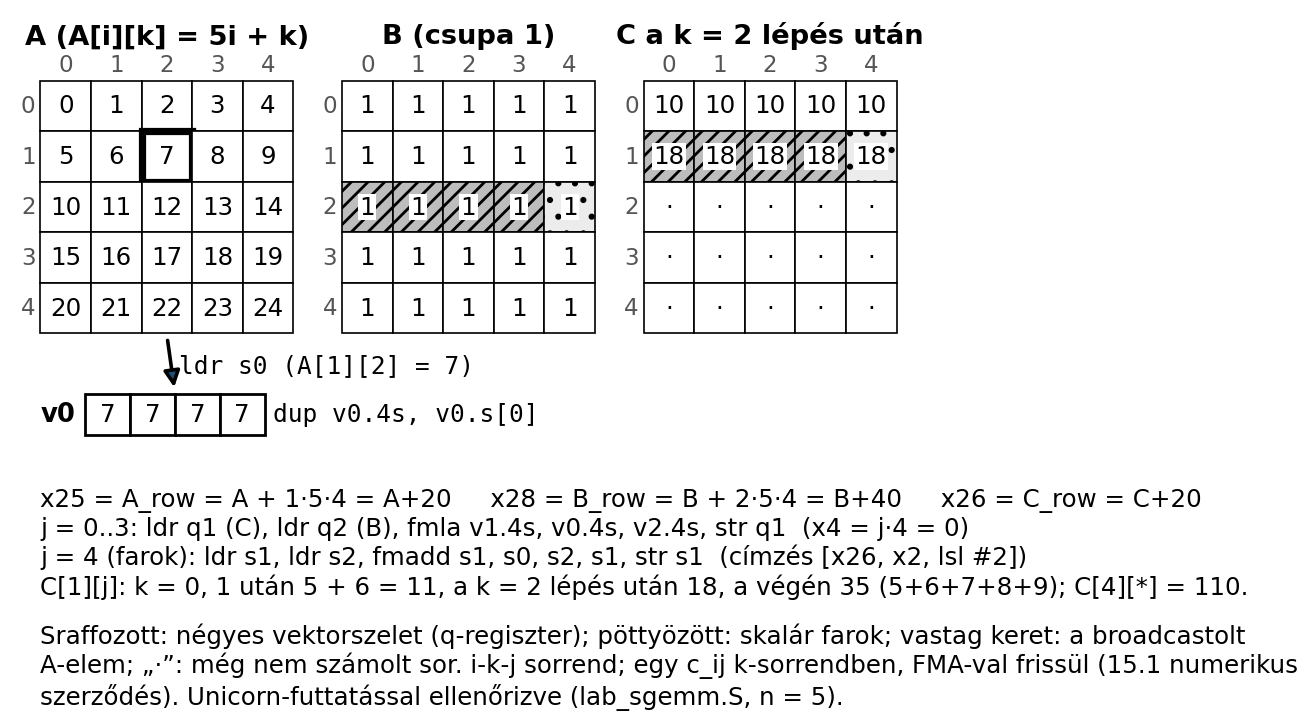 A (A[i][k] = 5i + k) B (csupa 1) C a k = 2 lépés után
0 1 2 3 4 0 1 2 3 4 0 1 2 3 4
0 0 1 2 3 4 0 1 1 1 1 1 0 10 10 10 10 10
1 5 6 7 8 9 1 1 1 1 1 1 1 18 18 18 18 18
2 10 11 12 13 14 2 1 1 1 1 1 2 · · · · ·
3 15 16 17 18 19 3 1 1 1 1 1 3 · · · · ·
4 20 21 22 23 24 4 1 1 1 1 1 4 · · · · ·
ldr s0 (A[1][2] = 7)
v0 7 7 7 7 dup v0.4s, v0.s[0]
x25 = A_row = A + 1·5·4 = A+20 x28 = B_row = B + 2·5·4 = B+40 x26 = C_row = C+20
j = 0..3: ldr q1 (C), ldr q2 (B), fmla v1.4s, v0.4s, v2.4s, str q1 (x4 = j·4 = 0)
j = 4 (farok): ldr s1, ldr s2, fmadd s1, s0, s2, s1, str s1 (címzés [x26, x2, lsl #2])
C[1][j]: k = 0, 1 után 5 + 6 = 11, a k = 2 lépés után 18, a végén 35 (5+6+7+8+9); C[4][*] = 110.
Sraffozott: négyes vektorszelet (q-regiszter); pöttyözött: skalár farok; vastag keret: a broadcastolt
A-elem; „·”: még nem számolt sor. i-k-j sorrend; egy c_ij k-sorrendben, FMA-val frissül (15.1 numerikus
szerződés). Unicorn-futtatással ellenőrizve (lab_sgemm.S, n = 5).